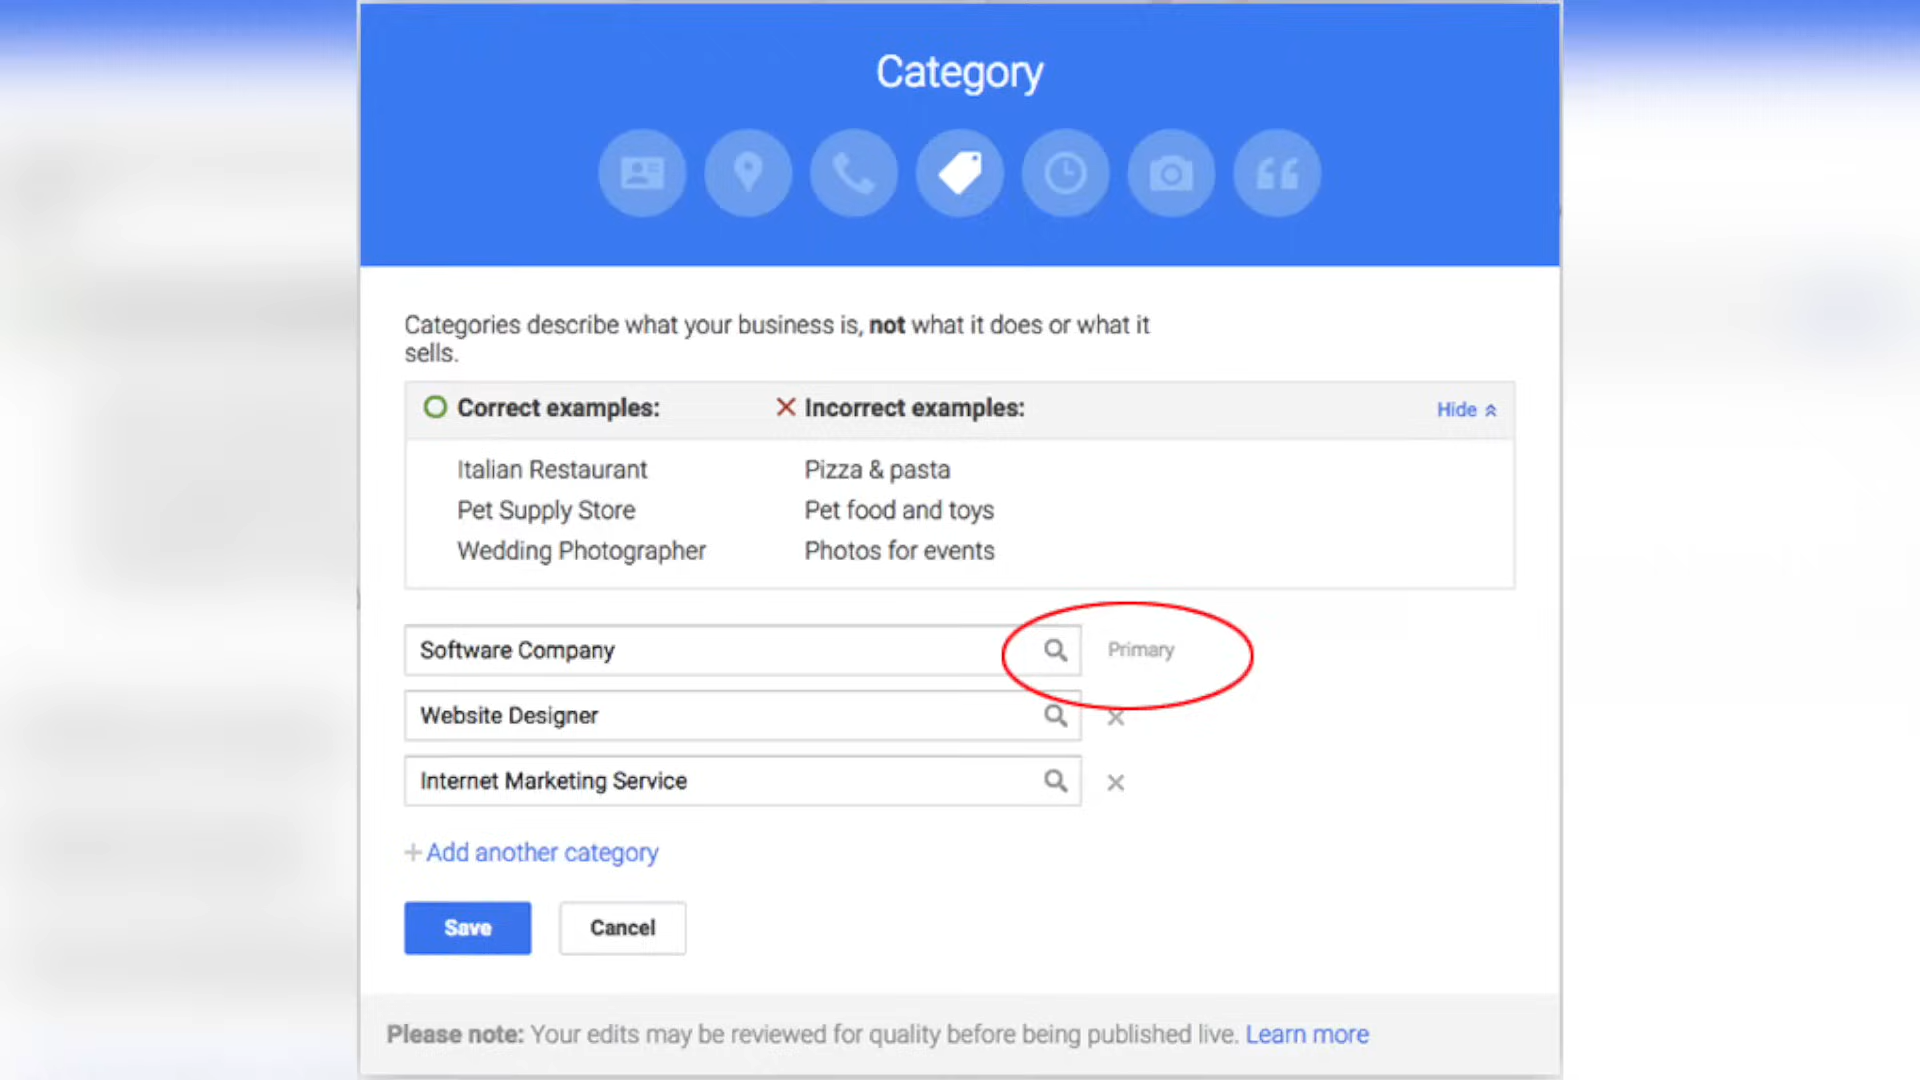 Category
Categories describe what your business is, not what it does or what it
sells.
Correct examples: Incorrect examples: Hide
Italian Restaurant Pizza & pasta
Pet Supply Store Pet food and toys
Wedding Photographer Photos for events
Software Company Primary
Website Designer
Internet Marketing Service
+Add another category
Save Cancel
Please note: Your edits may be reviewed for quality before being published live. Learn more